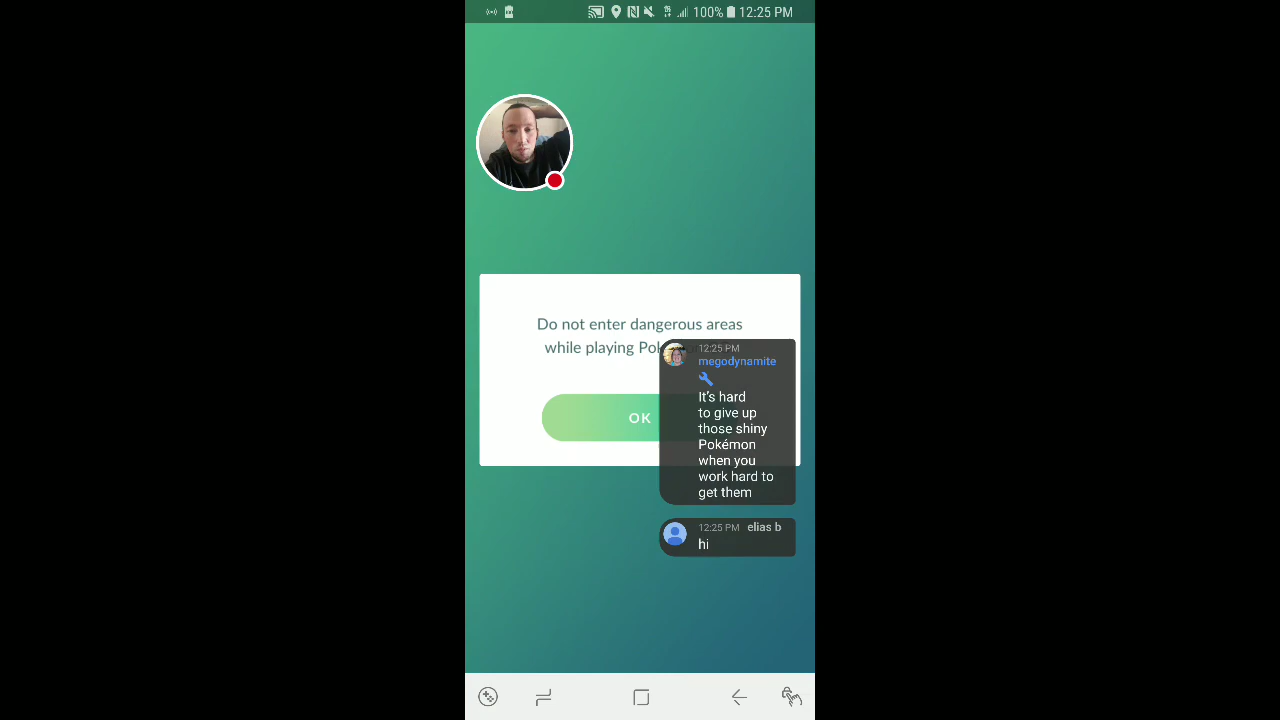 100% 12:25 PM
Do not enter dangerous areas
while playing
OK
12:25 PM
megodynamite
It's hard
to give up
those shiny
Pokémon
when you
work hard to
get them
12:25 PM elias b
hi